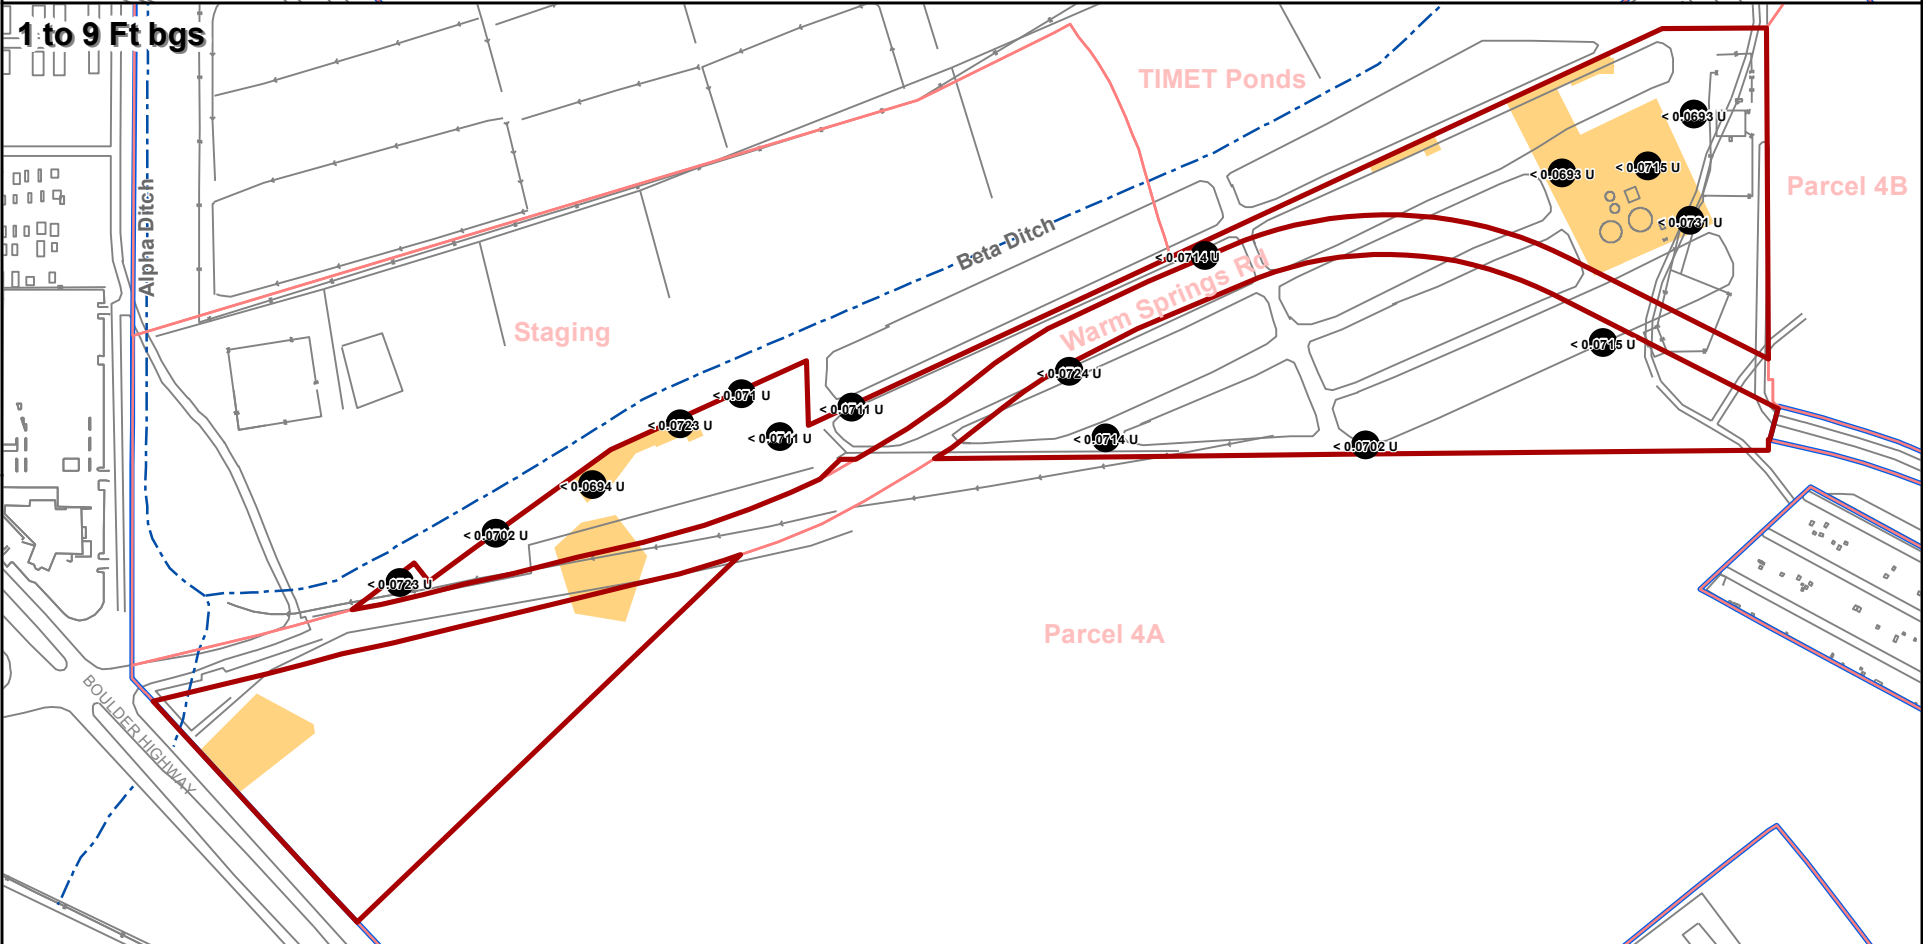 1 to 9 Ft bgs
TIMET Ponds
< 0.0693 U
< 0.0715 U
< 0.0693 U
Parcel 4B
Alpha Ditch
< 0.0731 U
Beta Ditch
< 0.0714 U
Warm Springs Rd
Staging
< 0.0715 U
< 0.0724 U
< 0.071 U
< 0.0711 U
< 0.0723 U
< 0.0711 U
< 0.0714 U
< 0.0702 U
< 0.0694 U
< 0.0702 U
< 0.0723 U
Parcel 4A
BOULDER HIGHWAY